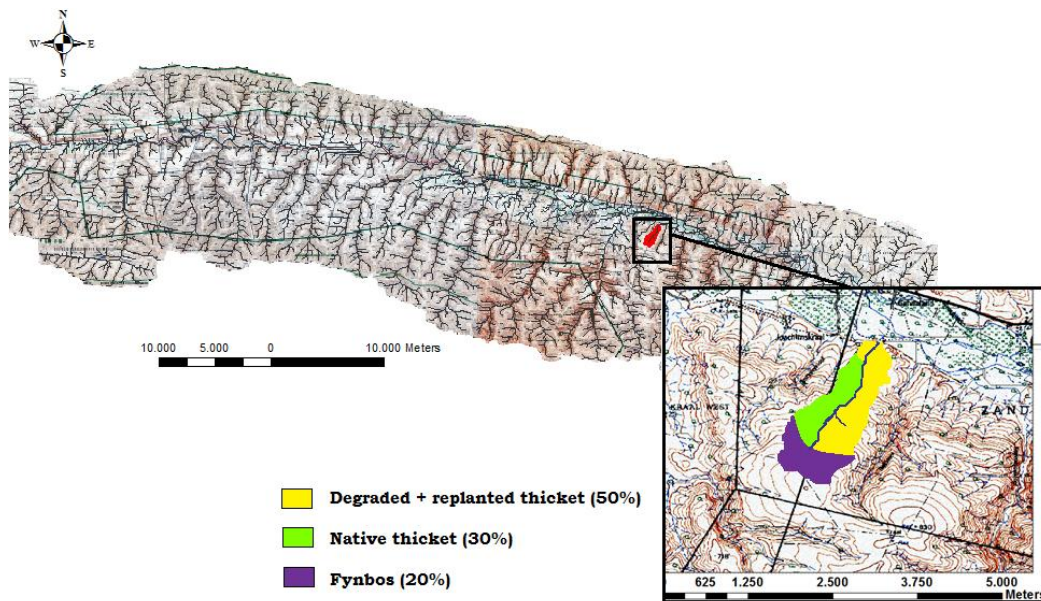 N
W E
S
10.000 5.000 0 10.000 Meters
KRAAL WEST
ZAND
Degraded + replanted thicket (50%)
Native thicket (30%)
Fynbos (20%)
625 1.250 2.500 3.750 5.000
Meters